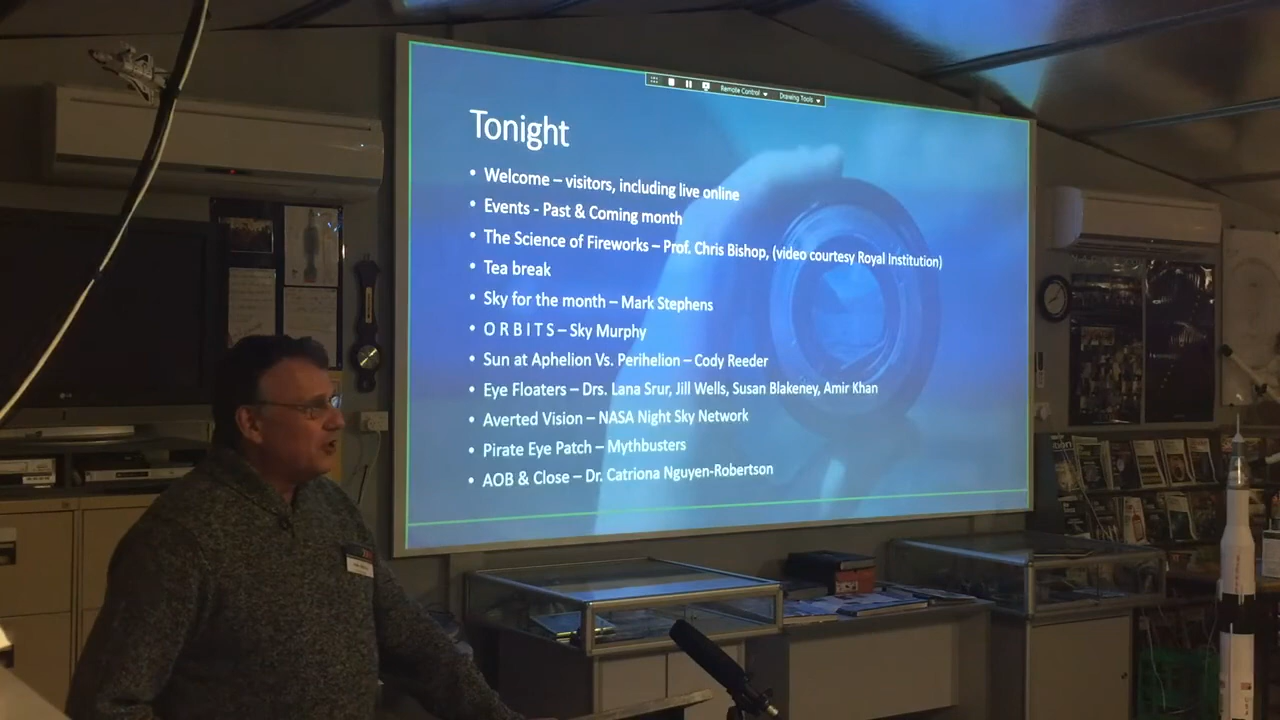 Remote Control
Drawing Tools
Tonight
• Welcome – visitors, including live online
• Events - Past & Coming month
• The Science of Fireworks – Prof. Chris Bishop, (video courtesy Royal Institution)
• Tea break
• Sky for the month – Mark Stephens
• O R B I T S – Sky Murphy
• Sun at Aphelion Vs. Perihelion – Cody Reeder
• Eye Floaters – Drs. Lana Srur, Jill Wells, Susan Blakeney, Amir Khan
• Averted Vision – NASA Night Sky Network
• Pirate Eye Patch – Mythbusters
• AOB & Close – Dr. Catriona Nguyen-Robertson
LG